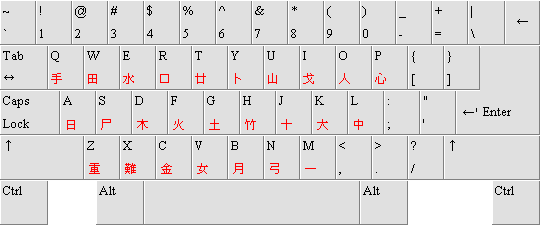 ~ ! @ # $ % ^ & * ( ) _ + | ←
` 1 2 3 4 5 6 7 8 9 0 - = \
Tab Q W E R T Y U I O P { }
↔ 手 田 水 口 廿 卜 山 戈 人 心 [ ]
Caps A S D F G H J K L : " ←' Enter
Lock 日 尸 木 火 土 竹 十 大 中 ; '
↑ Z X C V B N M < > ? ↑
重 難 金 女 月 弓 一 , . /
Ctrl Alt Alt Ctrl